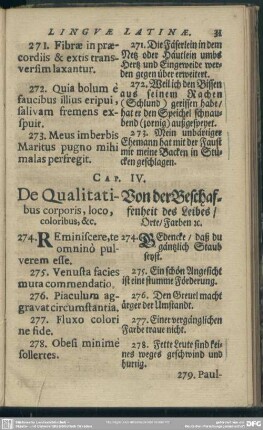 LINGVÆ LATINÆ. 31
271. Fibræ in præ-
cordiis & extis trans-
versim laxantur.
272. Quia bolum é
faucibus illius eripui,
salivam fremens ex-
spuit.
273. Meus imberbis
Maritus pugno mihi
malas perfregit.
271. Die Fäserlein in dem
Netz oder Häutlein umbs
Hertz und Eingeweide wer-
den gegen über erweitert.
272. Weil ich den Bissen
aus seinem Rachen
(Schlund) gerissen habe/
hat er den Speichel schnau-
bend (zornig) außgespeyet.
273. Mein unbärtiger
Ehemann hat mit der Faust
mir meine Backen in Stü-
cken geschlagen.
CAP. IV.
De Qualitati-
bus corporis, loco,
coloribus, &c.
274. REminiscere, te
omninò pul-
verem esse.
275. Venusta facies
muta commendatio.
276. Piaculum ag-
gravat circumstantia.
277. Fluxo colori
ne fide.
278. Obesi minimè
sollertes.
Von der Beschaf-
fenheit des Leibes/
Orte/ Farben ꝛc.
274. GEdencke/ daß du
gäntzlich Staub
seyst.
275. Ein schön Angesicht
ist eine stumme Förderung.
276. Den Greuel macht
ärger der Umstandt.
277. Einer vergänglichen
Farbe traue nicht.
278. Fette Leute sind kei-
nes weges geschwind und
hurtig.
279. Paul-